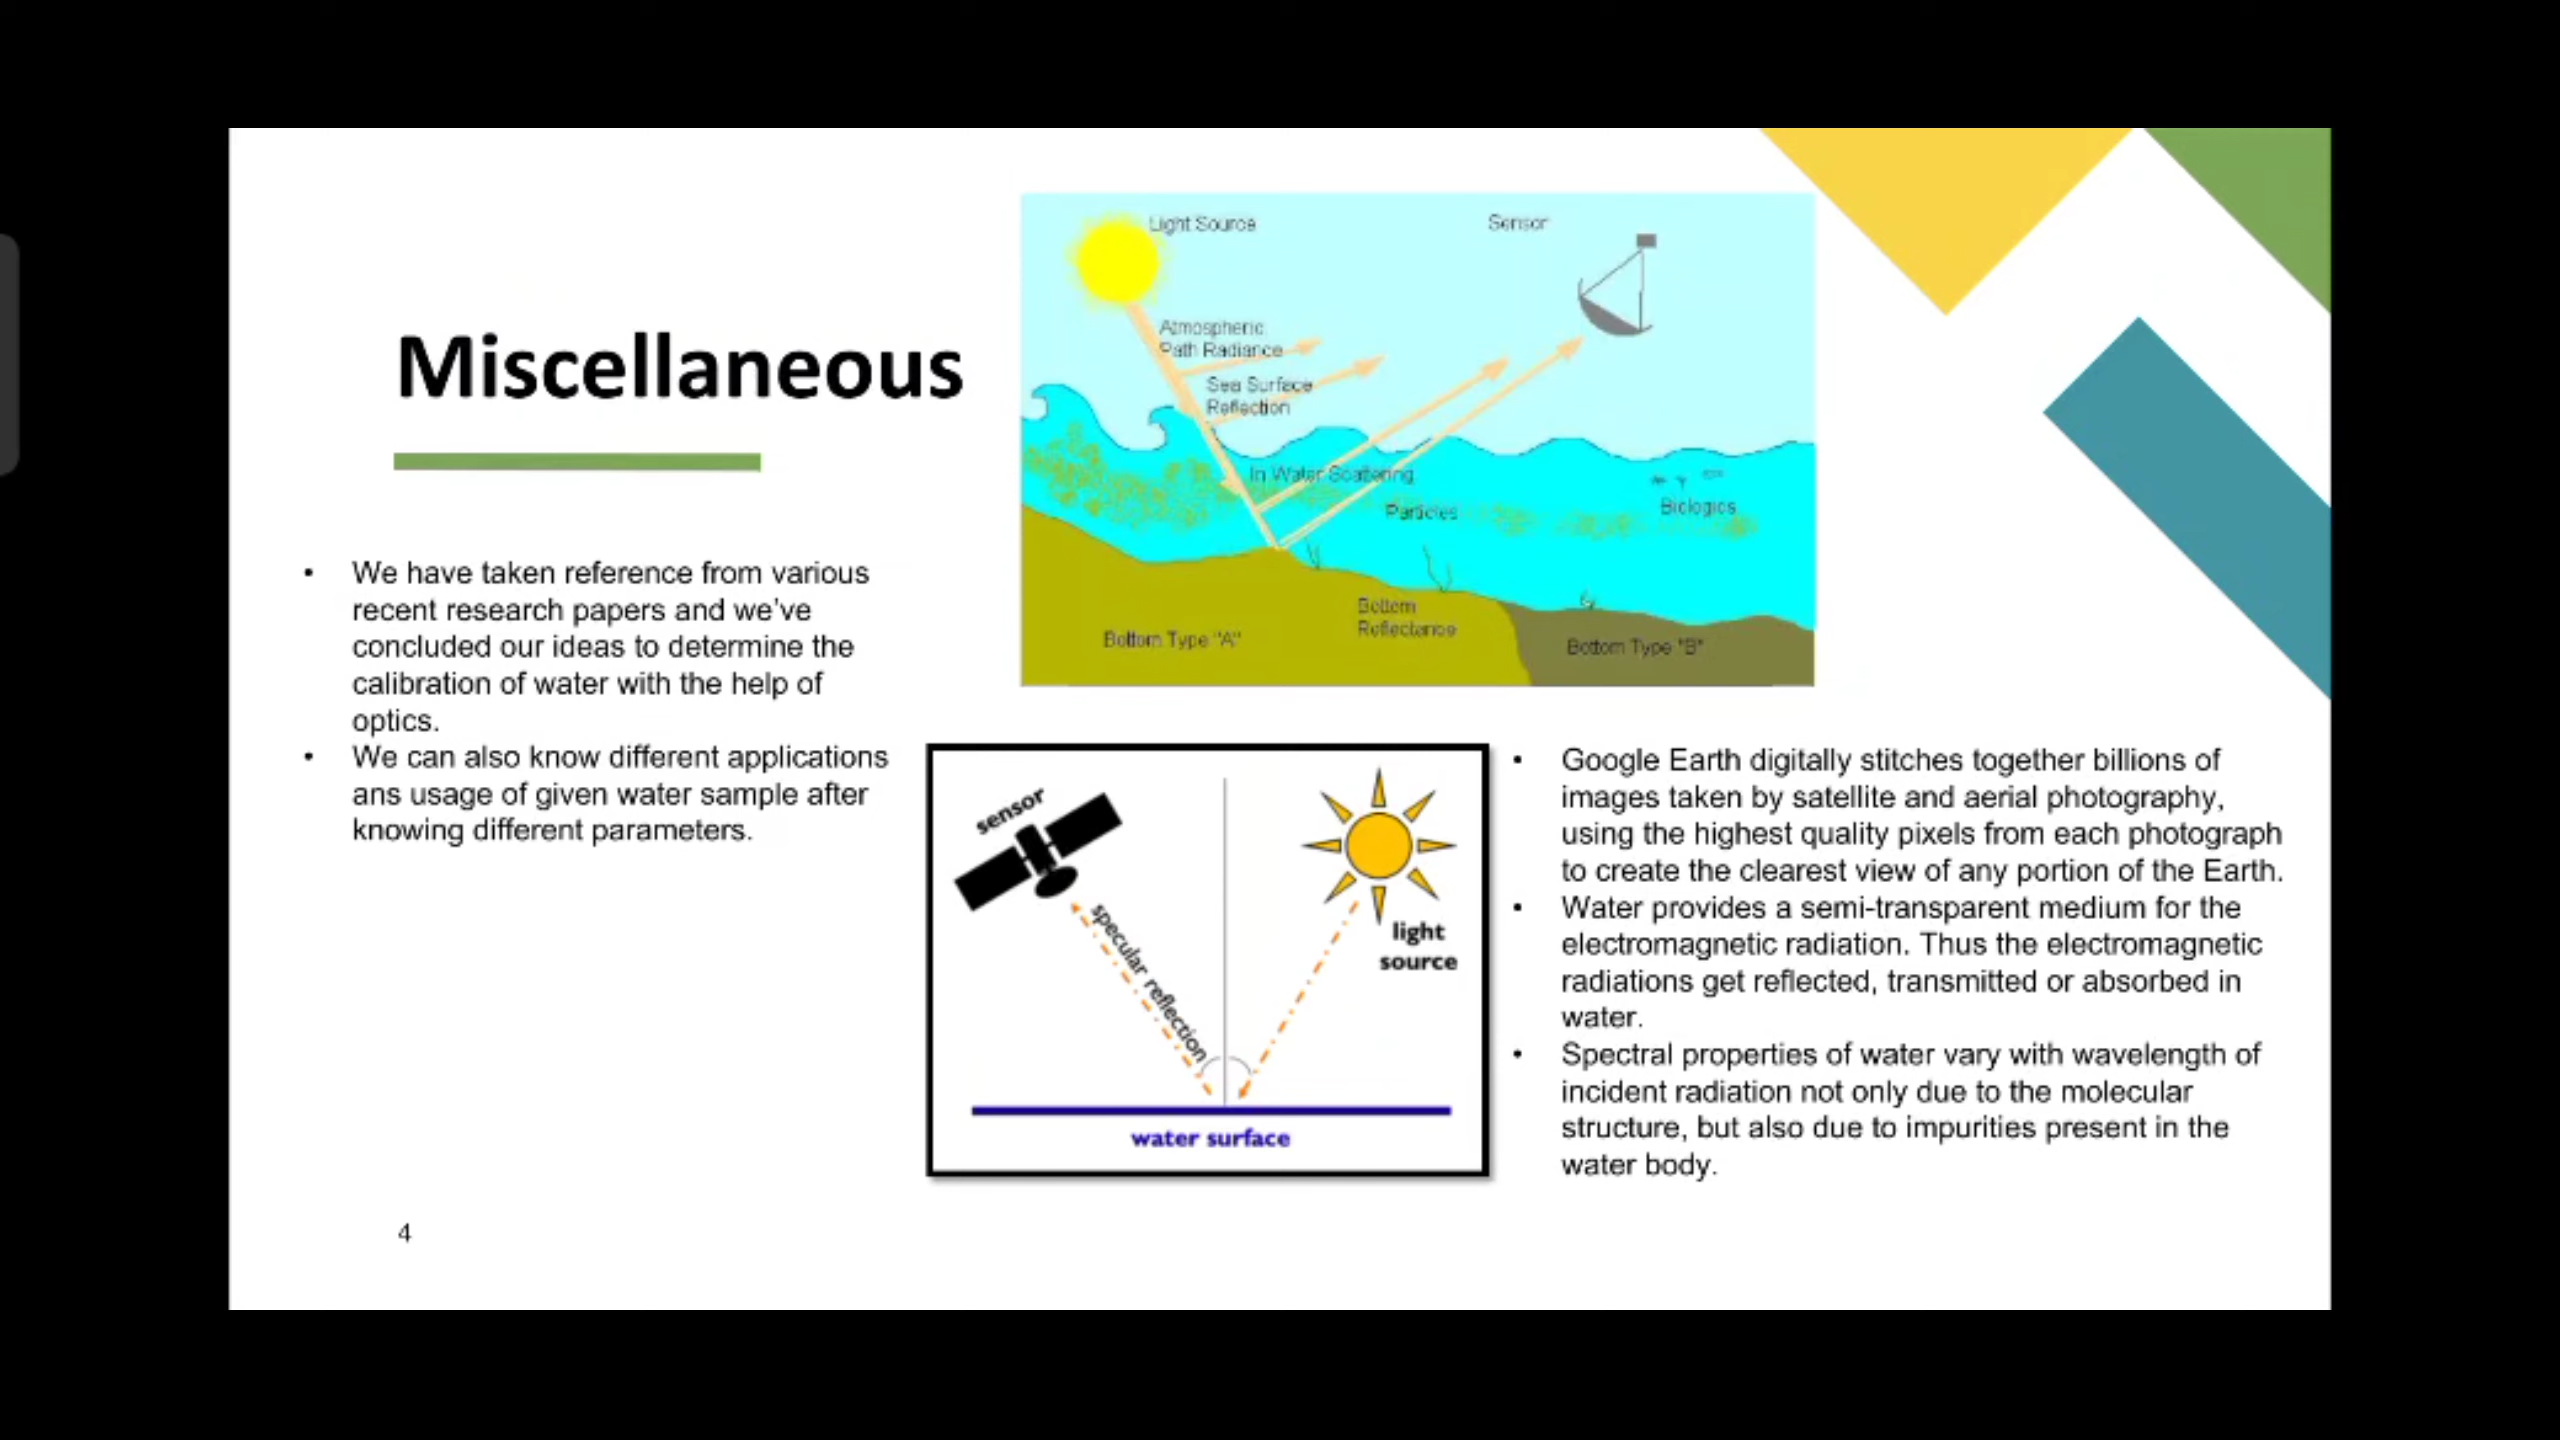 Miscellaneous
Light Source
Sensor
Atmospheric
Path Radiance
Sea Surface
Reflection
In Water Scattering
Particles
Biologics
Bottom
Reflectance
Bottom Type "A"
Bottom Type "B"
• We have taken reference from various
recent research papers and we've
concluded our ideas to determine the
calibration of water with the help of
optics.
• We can also know different applications
ans usage of given water sample after
knowing different parameters.
sensor
specular reflection
light
source
water surface
• Google Earth digitally stitches together billions of
images taken by satellite and aerial photography,
using the highest quality pixels from each photograph
to create the clearest view of any portion of the Earth.
• Water provides a semi-transparent medium for the
electromagnetic radiation. Thus the electromagnetic
radiations get reflected, transmitted or absorbed in
water.
• Spectral properties of water vary with wavelength of
incident radiation not only due to the molecular
structure, but also due to impurities present in the
water body.
4